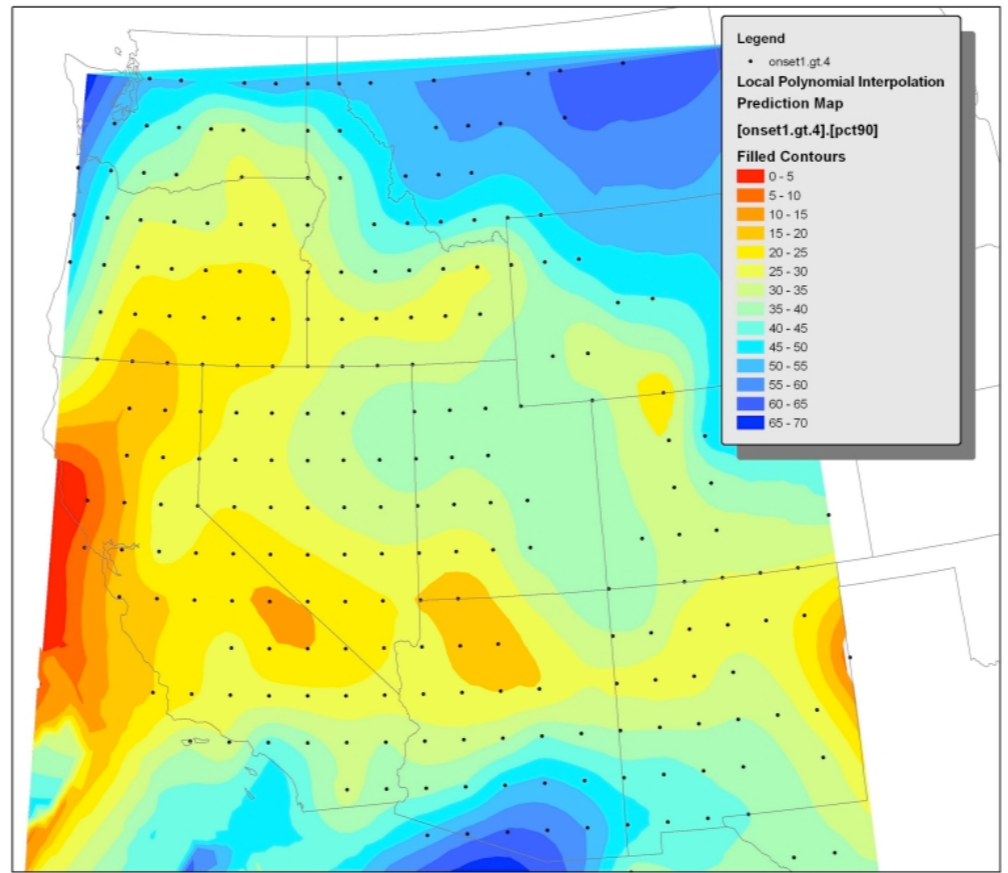 Legend
onset1.gt.4
Local Polynomial Interpolation
Prediction Map
[onset1.gt.4].[pct90]
Filled Contours
0 - 5
5 - 10
10 - 15
15 - 20
20 - 25
25 - 30
30 - 35
35 - 40
40 - 45
45 - 50
50 - 55
55 - 60
60 - 65
65 - 70